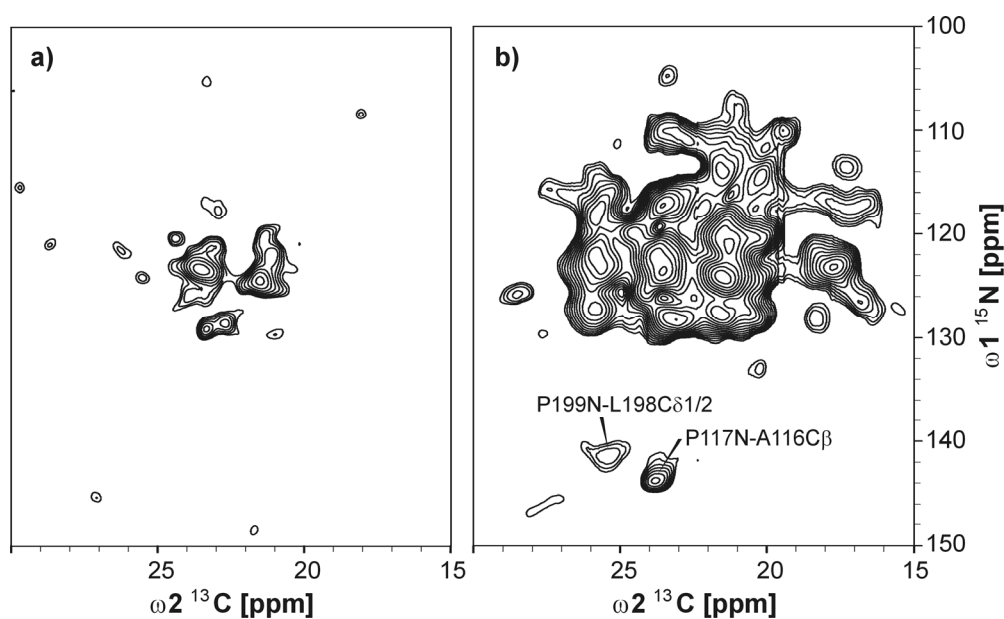 a)
b)
100
110
120
130
140
150
ω1 ¹⁵N [ppm]
P199N-L198Cδ1/2
P117N-A116Cβ
25
20
15
ω2 ¹³C [ppm]
25
20
15
ω2 ¹³C [ppm]